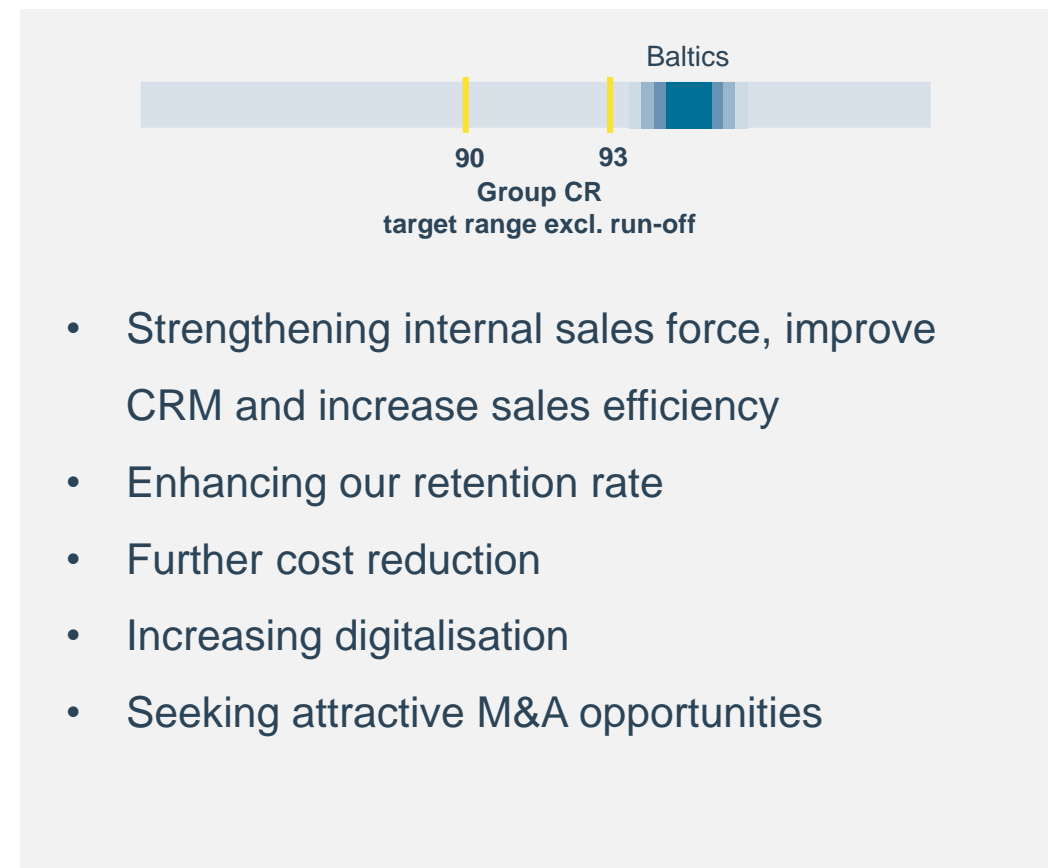 Baltics
90 93
Group CR
target range excl. run-off
• Strengthening internal sales force, improve
CRM and increase sales efficiency
• Enhancing our retention rate
• Further cost reduction
• Increasing digitalisation
• Seeking attractive M&A opportunities